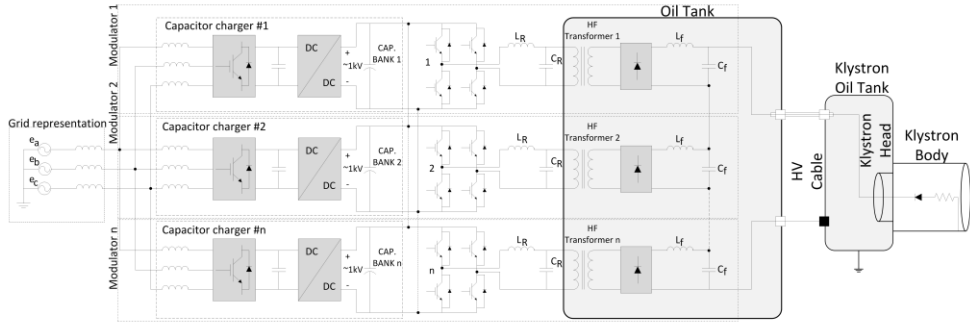 Oil Tank
Modulator 1
Capacitor charger #1
DC
DC
+
~1kV
-
CAP.
BANK 1
1
L_R
C_R
HF
Transformer 1
L_f
C_f
Modulator 2
Capacitor charger #2
DC
DC
+
~1kV
-
CAP.
BANK 2
2
L_R
C_R
HF
Transformer 2
L_f
C_f
Grid representation
e_a
e_b
e_c
Modulator n
Capacitor charger #n
DC
DC
+
~1kV
-
CAP.
BANK n
n
L_R
C_R
HF
Transformer n
L_f
C_f
HV
Cable
Klystron
Oil Tank
Klystron
Head
Klystron
Body